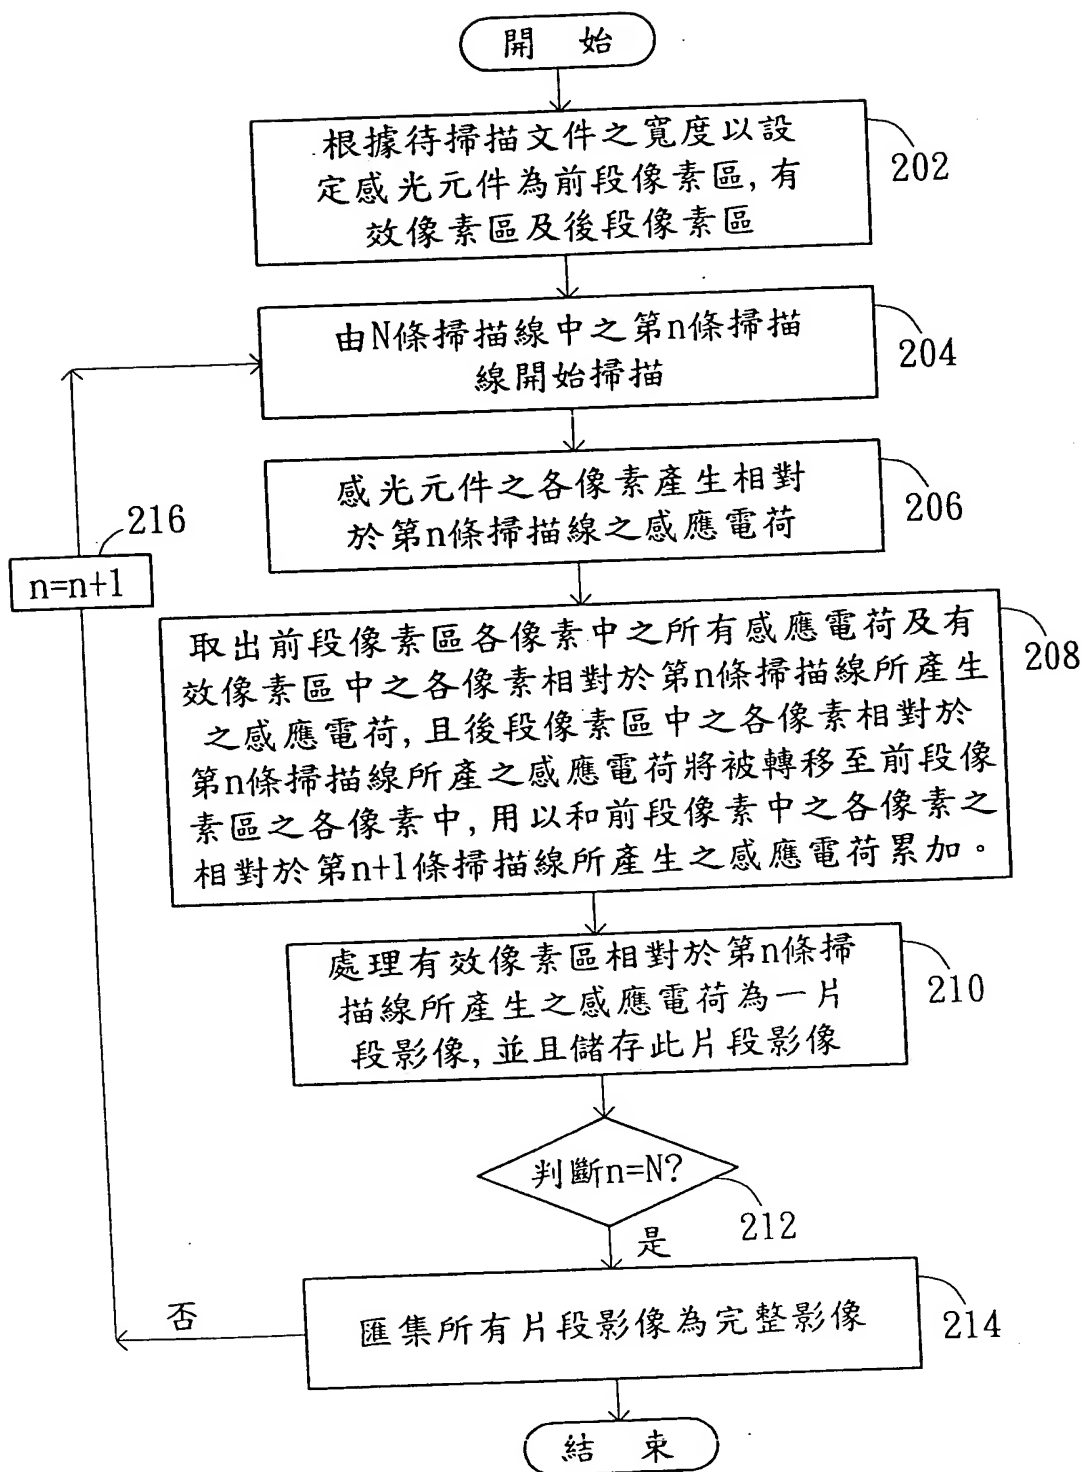 開 始
根據待掃描文件之寬度以設
定感光元件為前段像素區,有
效像素區及後段像素區
202
由N條掃描線中之第n條掃描
線開始掃描
204
感光元件之各像素產生相對
於第n條掃描線之感應電荷
206
216
n=n+1
取出前段像素區各像素中之所有感應電荷及有
效像素區中之各像素相對於第n條掃描線所產生
之感應電荷,且後段像素區中之各像素相對於
第n條掃描線所產之感應電荷將被轉移至前段像
素區之各像素中,用以和前段像素中之各像素之
相對於第n+1條掃描線所產生之感應電荷累加。
208
處理有效像素區相對於第n條掃
描線所產生之感應電荷為一片
段影像,並且儲存此片段影像
210
判斷n=N?
212
是
否
匯集所有片段影像為完整影像
214
結 束